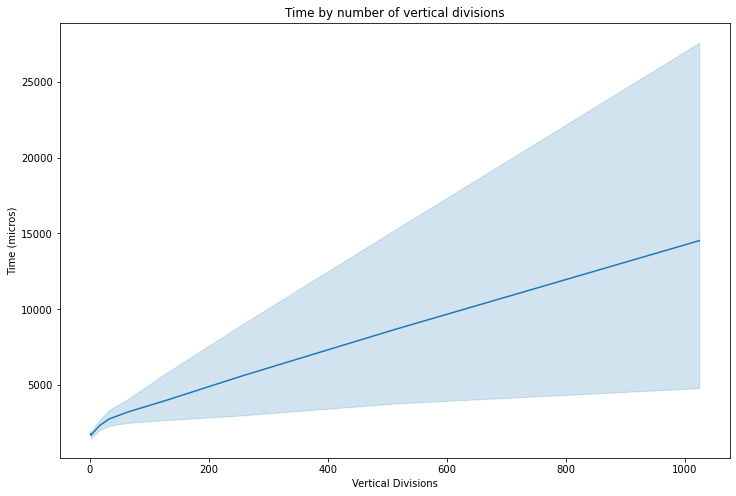 Time by number of vertical divisions
25000
20000
15000
10000
5000
Time (micros)
0 200 400 600 800 1000
Vertical Divisions